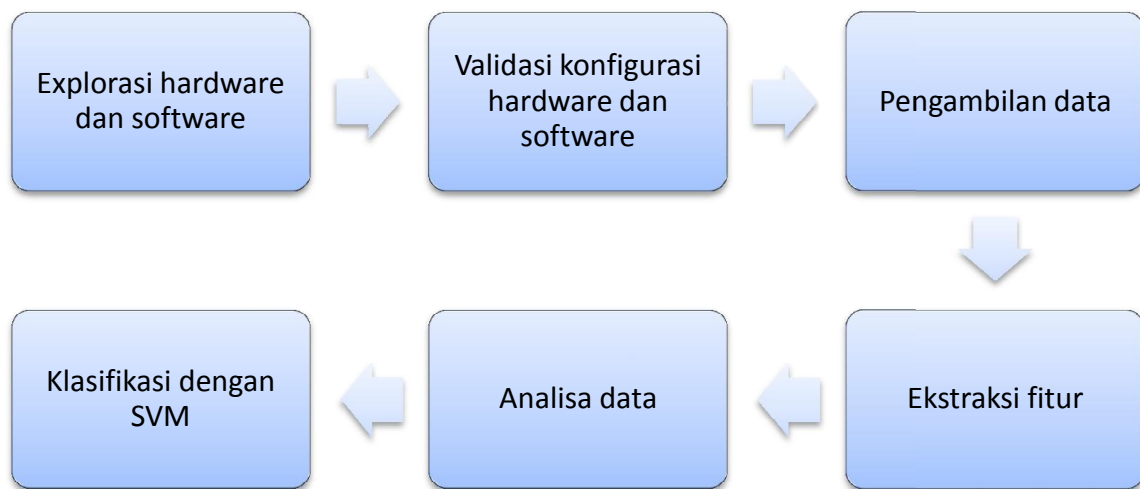 Explorasi hardware
dan software
Validasi konfigurasi
hardware dan
software
Pengambilan data
Ekstraksi fitur
Analisa data
Klasifikasi dengan
SVM